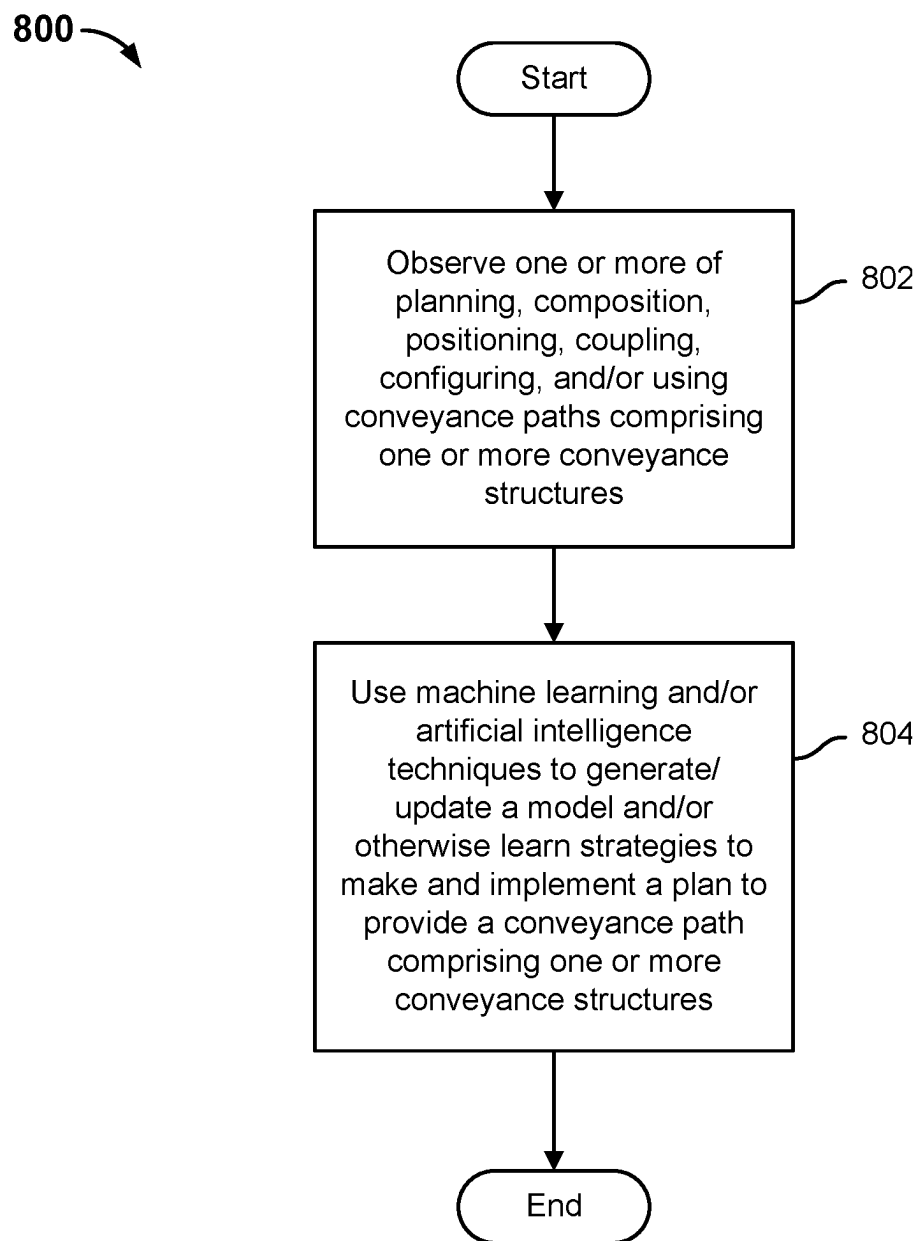 800
Start
Observe one or more of
planning, composition,
positioning, coupling,
configuring, and/or using
conveyance paths comprising
one or more conveyance
structures
802
Use machine learning and/or
artificial intelligence
techniques to generate/
update a model and/or
otherwise learn strategies to
make and implement a plan to
provide a conveyance path
comprising one or more
conveyance structures
804
End